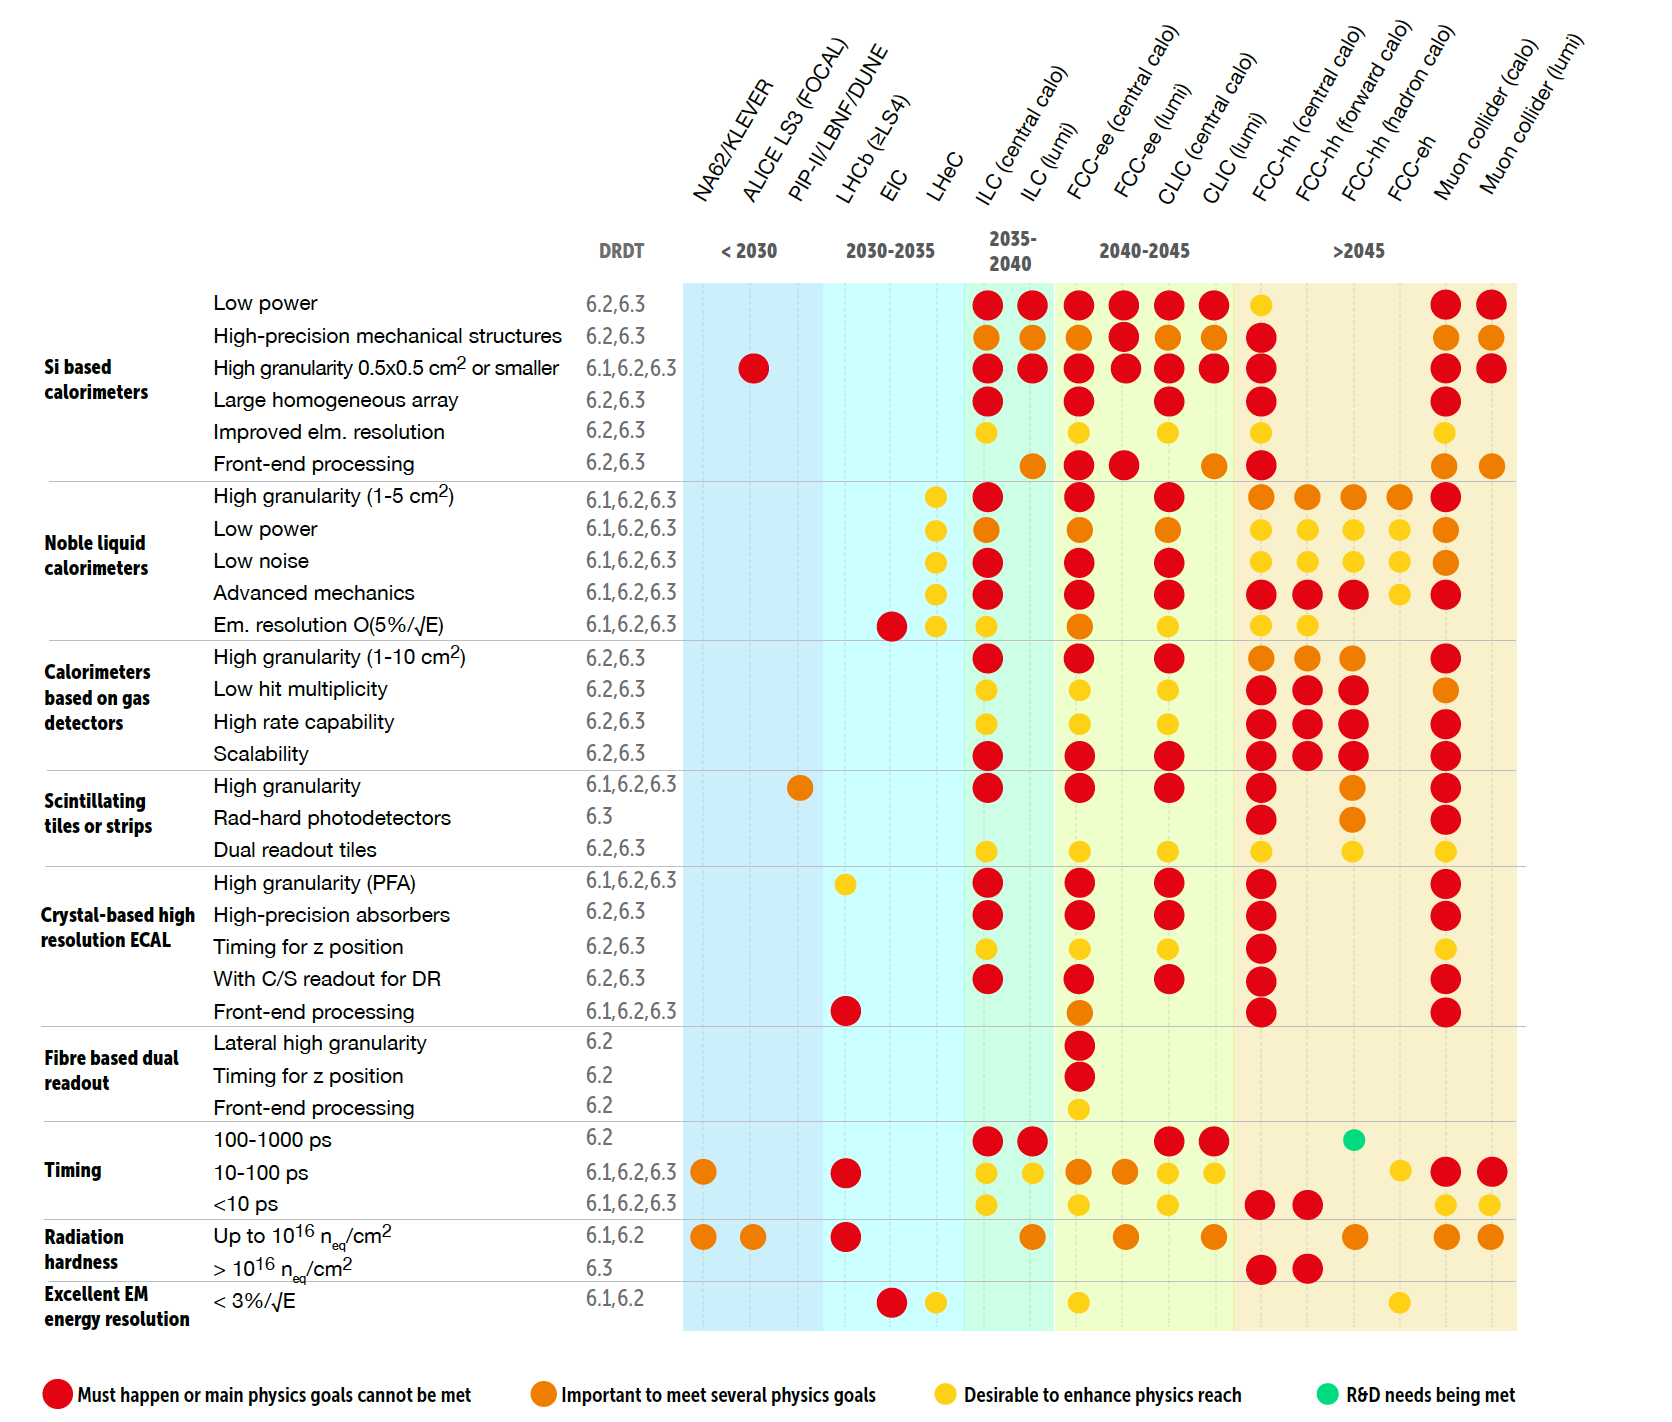 NA62/KLEVER
ALICE LS3 (FOCAL)
PIP-II/LBNF/DUNE
LHCb (≥LS4)
EIC
LHeC
ILC (central calo)
ILC (lumi)
FCC-ee (central calo)
FCC-ee (lumi)
CLIC (central calo)
CLIC (lumi)
FCC-hh (central calo)
FCC-hh (forward calo)
FCC-hh (hadron calo)
FCC-eh
Muon collider (calo)
Muon collider (lumi)
DRDT
< 2030
2030-2035
2035-
2040
2040-2045
>2045
Si based
calorimeters
Low power 6.2,6.3
High-precision mechanical structures 6.2,6.3
High granularity 0.5x0.5 cm² or smaller 6.1,6.2,6.3
Large homogeneous array 6.2,6.3
Improved elm. resolution 6.2,6.3
Front-end processing 6.2,6.3
Noble liquid
calorimeters
High granularity (1-5 cm²) 6.1,6.2,6.3
Low power 6.1,6.2,6.3
Low noise 6.1,6.2,6.3
Advanced mechanics 6.1,6.2,6.3
Em. resolution O(5%/√E) 6.1,6.2,6.3
Calorimeters
based on gas
detectors
High granularity (1-10 cm²) 6.2,6.3
Low hit multiplicity 6.2,6.3
High rate capability 6.2,6.3
Scalability 6.2,6.3
Scintillating
tiles or strips
High granularity 6.1,6.2,6.3
Rad-hard photodetectors 6.3
Dual readout tiles 6.2,6.3
Crystal-based high
resolution ECAL
High granularity (PFA) 6.1,6.2,6.3
High-precision absorbers 6.2,6.3
Timing for z position 6.2,6.3
With C/S readout for DR 6.2,6.3
Front-end processing 6.1,6.2,6.3
Fibre based dual
readout
Lateral high granularity 6.2
Timing for z position 6.2
Front-end processing 6.2
Timing
100-1000 ps 6.2
10-100 ps 6.1,6.2,6.3
<10 ps 6.1,6.2,6.3
Radiation
hardness
Up to 10¹⁶ neq/cm² 6.1,6.2
> 10¹⁶ neq/cm² 6.3
Excellent EM
energy resolution
< 3%/√E 6.1,6.2
Must happen or main physics goals cannot be met
Important to meet several physics goals
Desirable to enhance physics reach
R&D needs being met